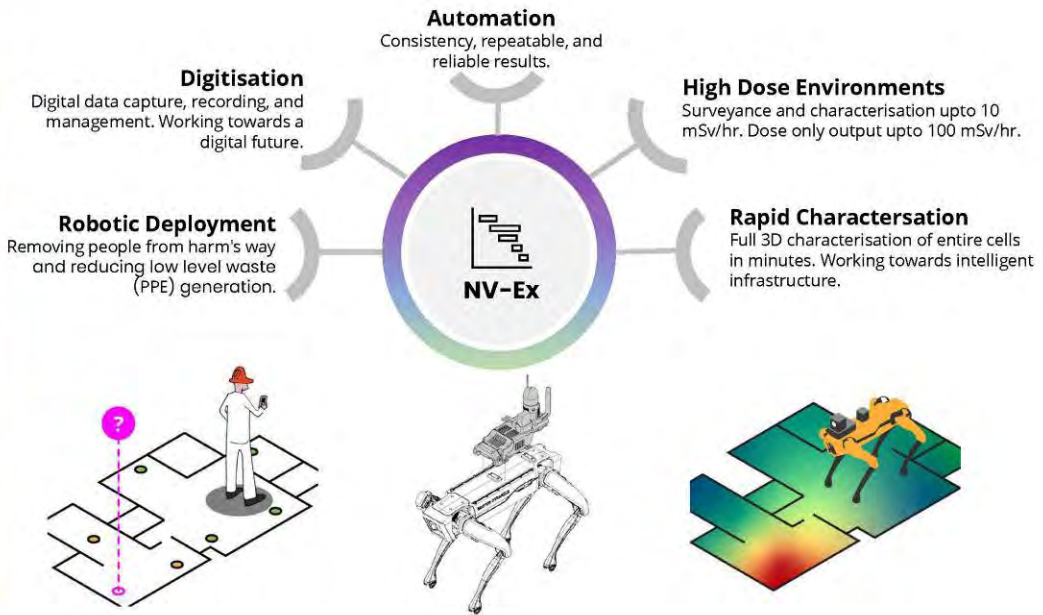 Automation
Consistency, repeatable, and
reliable results.
Digitisation
Digital data capture, recording, and
management. Working towards a
digital future.
High Dose Environments
Surveyance and characterisation upto 10
mSv/hr. Dose only output upto 100 mSv/hr.
Robotic Deployment
Removing people from harm's way
and reducing low level waste
(PPE) generation.
Rapid Charactersation
Full 3D characterisation of entire cells
in minutes. Working towards intelligent
infrastructure.
NV-Ex
?